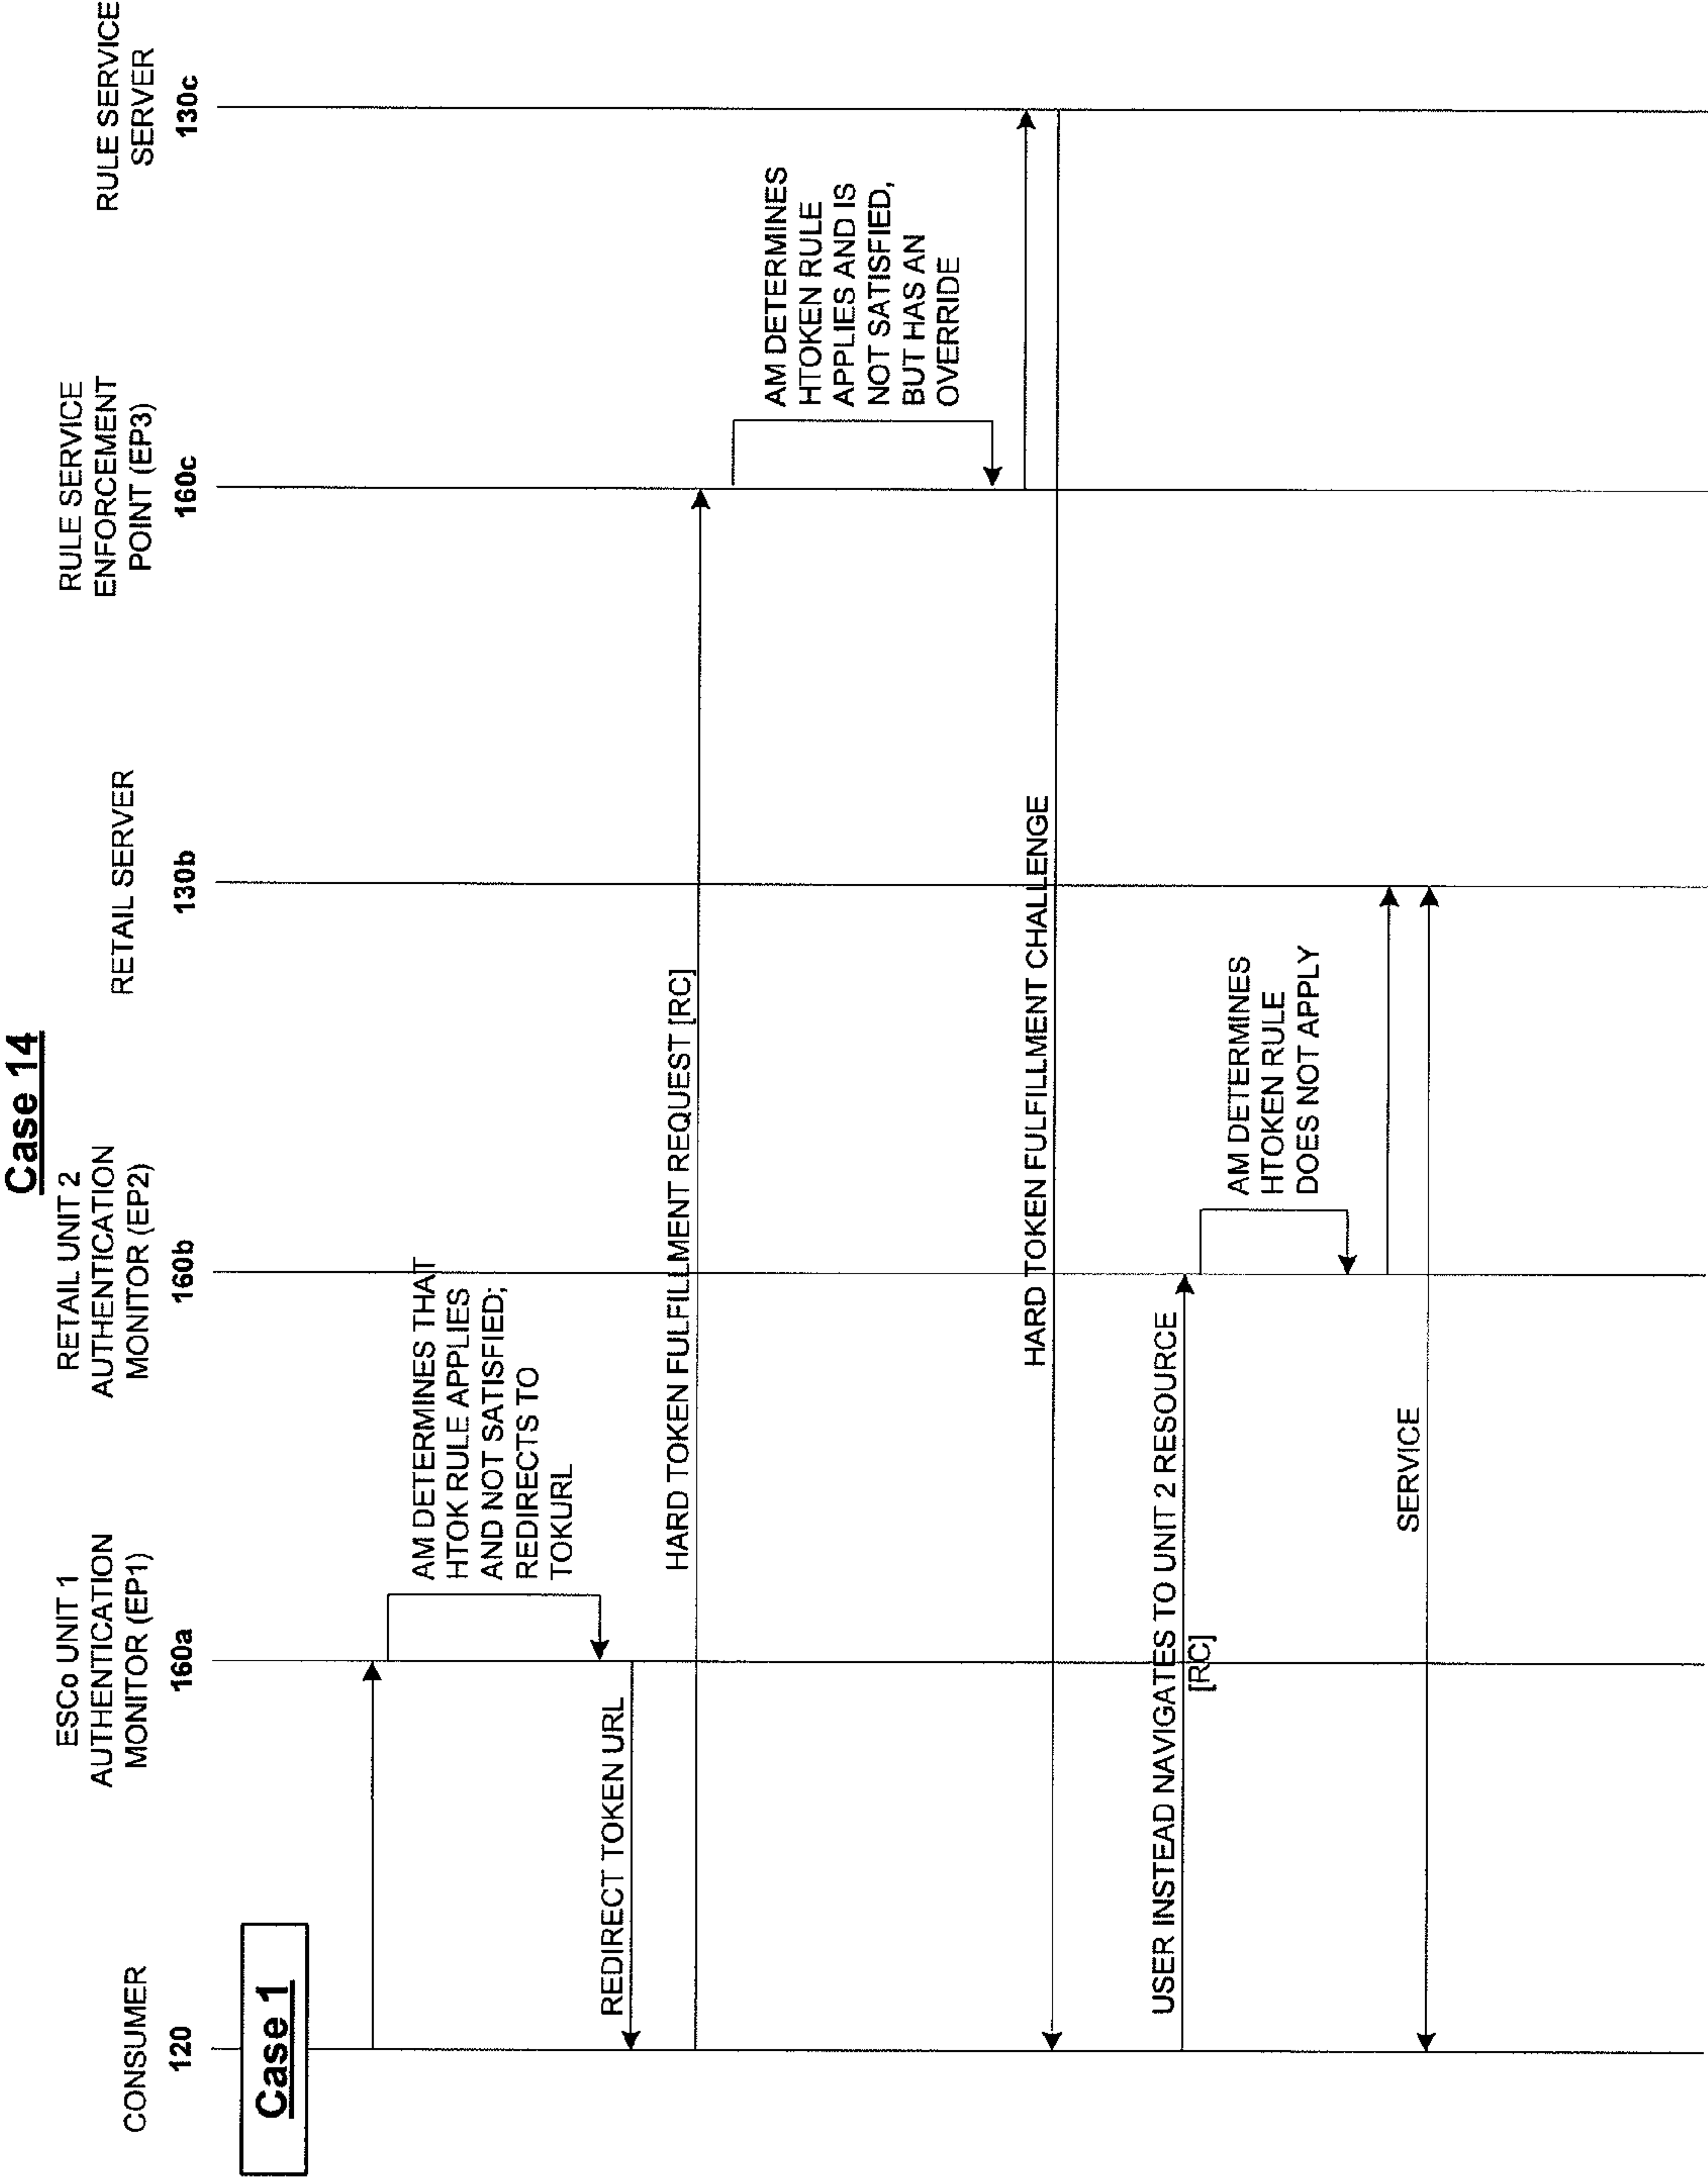 Case 14
CONSUMER
120
ESCo UNIT 1
AUTHENTICATION
MONITOR (EP1)
160a
RETAIL UNIT 2
AUTHENTICATION
MONITOR (EP2)
160b
RETAIL SERVER
130b
RULE SERVICE
ENFORCEMENT
POINT (EP3)
160c
RULE SERVICE
SERVER
130c
Case 1
AM DETERMINES THAT
HTOK RULE APPLIES
AND NOT SATISFIED;
REDIRECTS TO
TOKURL
REDIRECT TOKEN URL
HARD TOKEN FULFILLMENT REQUEST [RC]
AM DETERMINES
HTOKEN RULE
APPLIES AND IS
NOT SATISFIED,
BUT HAS AN
OVERRIDE
HARD TOKEN FULFILLMENT CHALLENGE
USER INSTEAD NAVIGATES TO UNIT 2 RESOURCE
[RC]
AM DETERMINES
HTOKEN RULE
DOES NOT APPLY
SERVICE